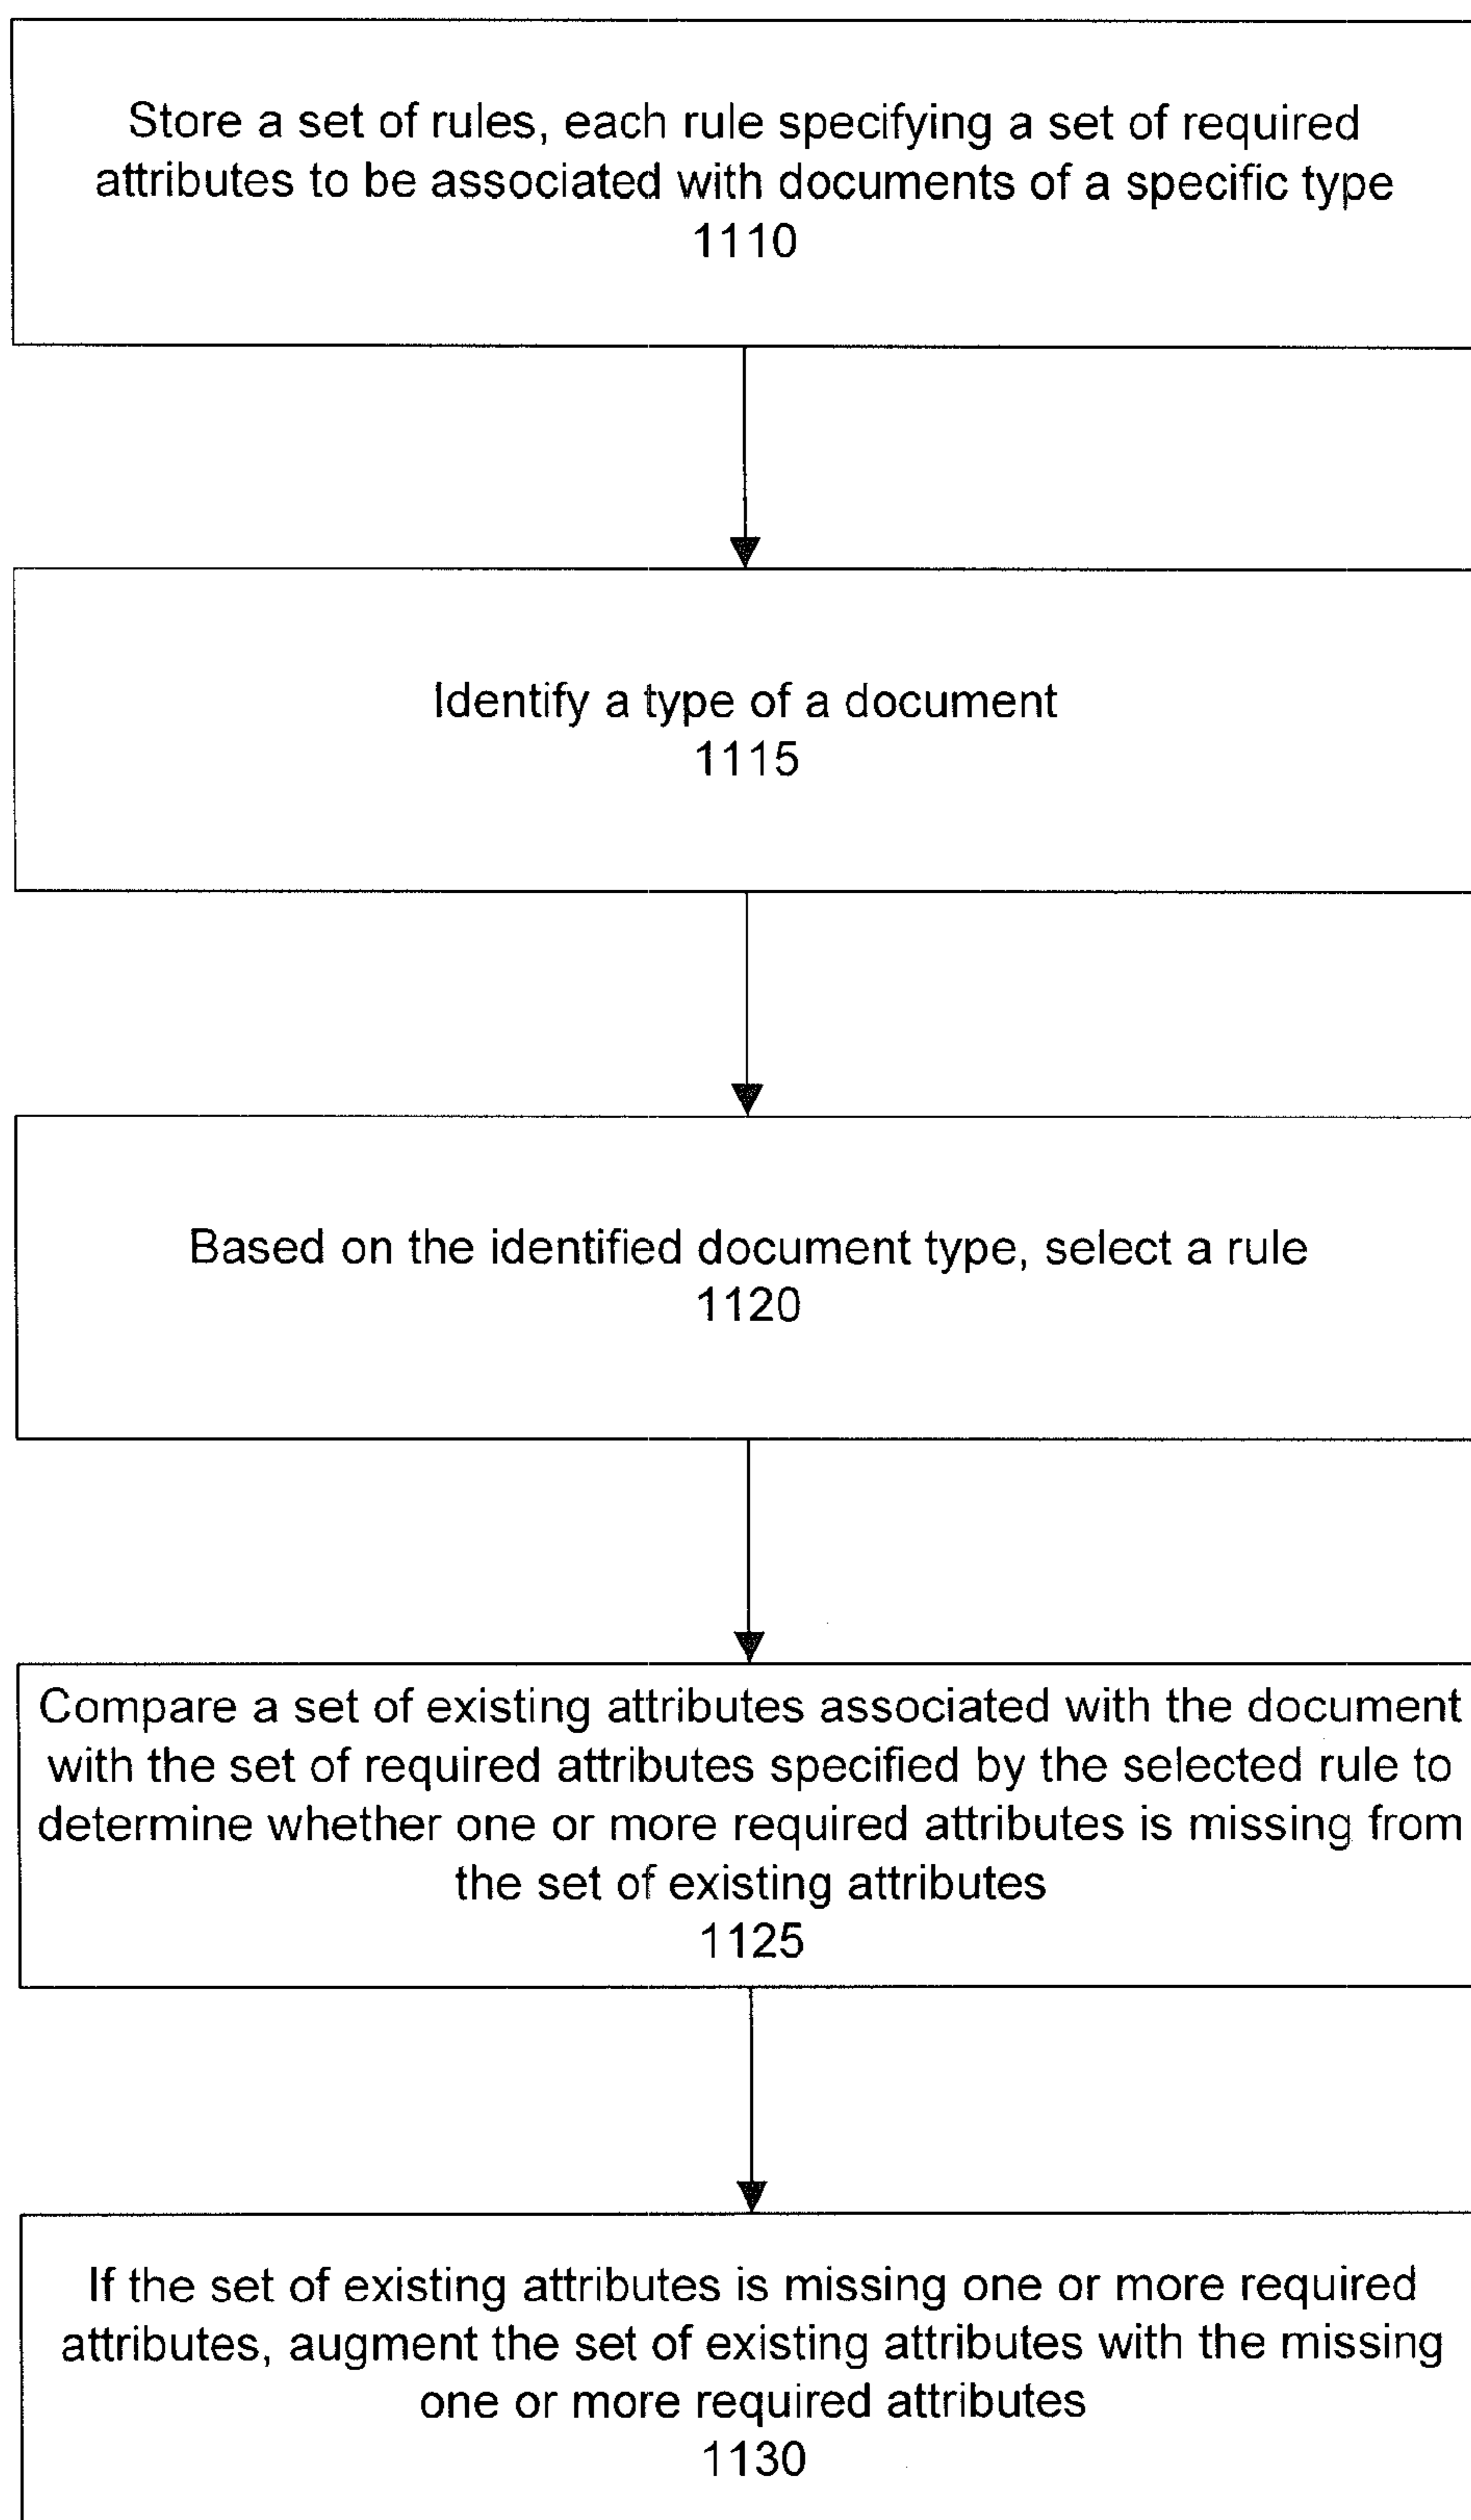 Store a set of rules, each rule specifying a set of required
attributes to be associated with documents of a specific type
1110
Identify a type of a document
1115
Based on the identified document type, select a rule
1120
Compare a set of existing attributes associated with the document
with the set of required attributes specified by the selected rule to
determine whether one or more required attributes is missing from
the set of existing attributes
1125
If the set of existing attributes is missing one or more required
attributes, augment the set of existing attributes with the missing
one or more required attributes
1130